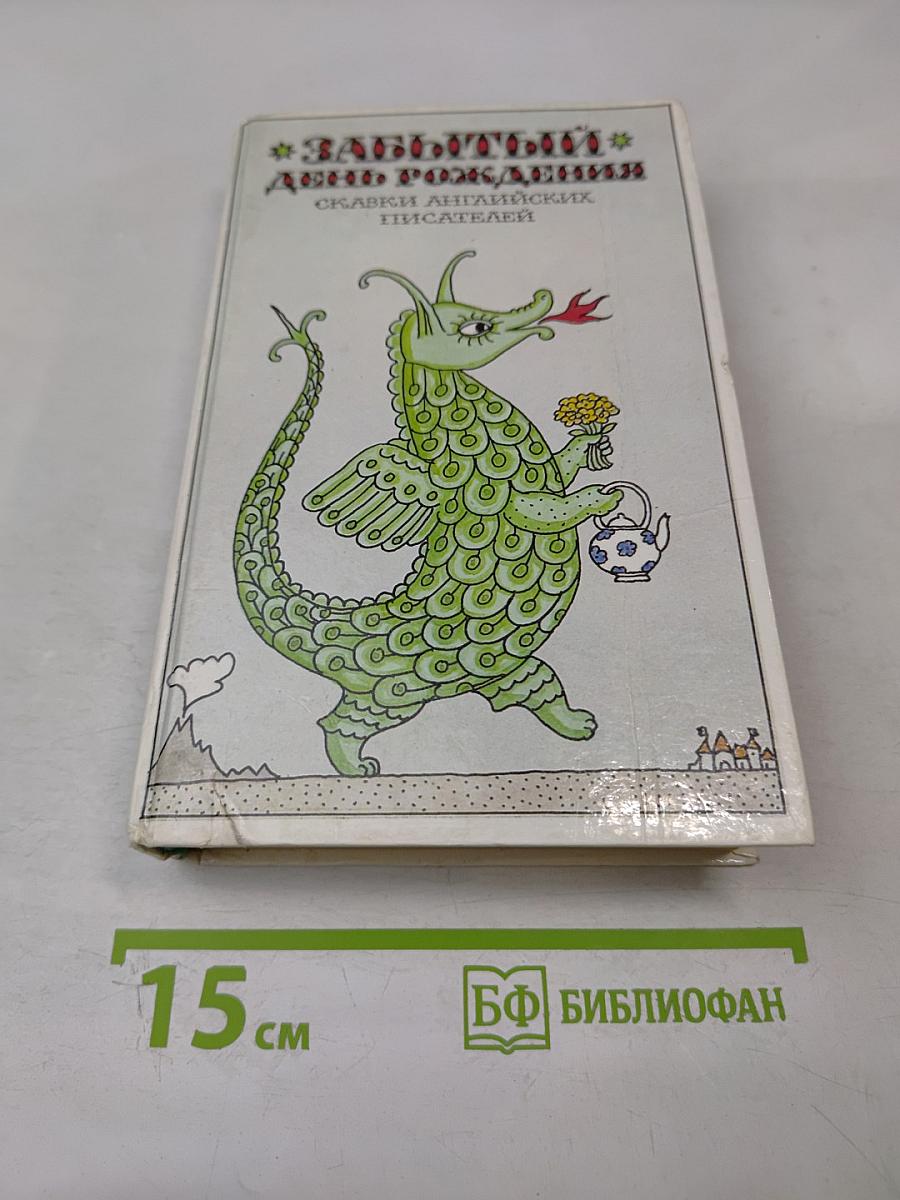 ЗАБЫТЫЙ
ДЕНЬ РОЖДЕНИЯ
СКАЗКИ АНГЛИЙСКИХ
ПИСАТЕЛЕЙ
15 см
БФ БИБЛИОФАН